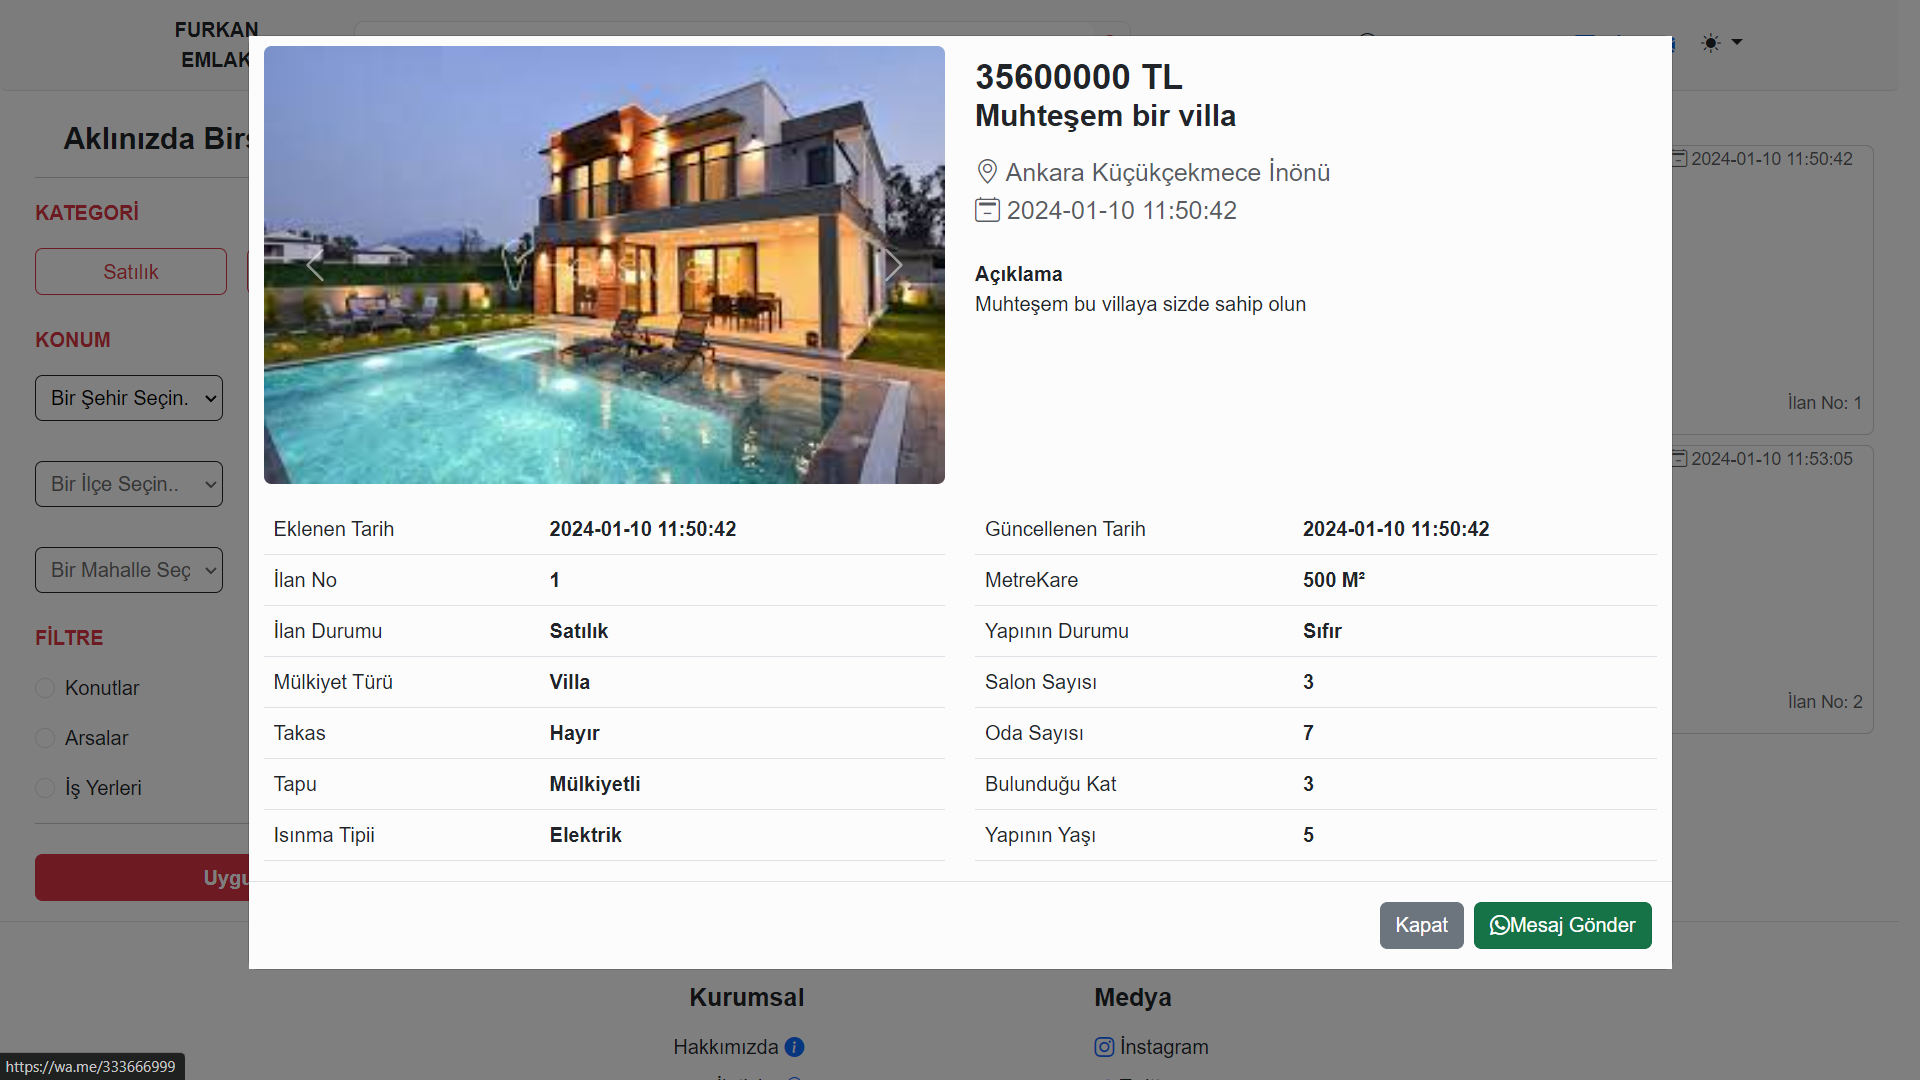 FURKAN
EMLAK
Aklınızda Birş
KATEGORİ
Satılık
KONUM
Bir Şehir Seçin.
Bir İlçe Seçin..
Bir Mahalle Seç
FİLTRE
Konutlar
Arsalar
İş Yerleri
Uygu
35600000 TL
Muhteşem bir villa
Ankara Küçükçekmece İnönü
2024-01-10 11:50:42
Açıklama
Muhteşem bu villaya sizde sahip olun
Eklenen Tarih 2024-01-10 11:50:42
İlan No 1
İlan Durumu Satılık
Mülkiyet Türü Villa
Takas Hayır
Tapu Mülkiyetli
Isınma Tipii Elektrik
Güncellenen Tarih 2024-01-10 11:50:42
MetreKare 500 M²
Yapının Durumu Sıfır
Salon Sayısı 3
Oda Sayısı 7
Bulunduğu Kat 3
Yapının Yaşı 5
Kapat
Mesaj Gönder
2024-01-10 11:50:42
İlan No: 1
2024-01-10 11:53:05
İlan No: 2
Kurumsal
Hakkımızda
Medya
İnstagram
https://wa.me/333666999